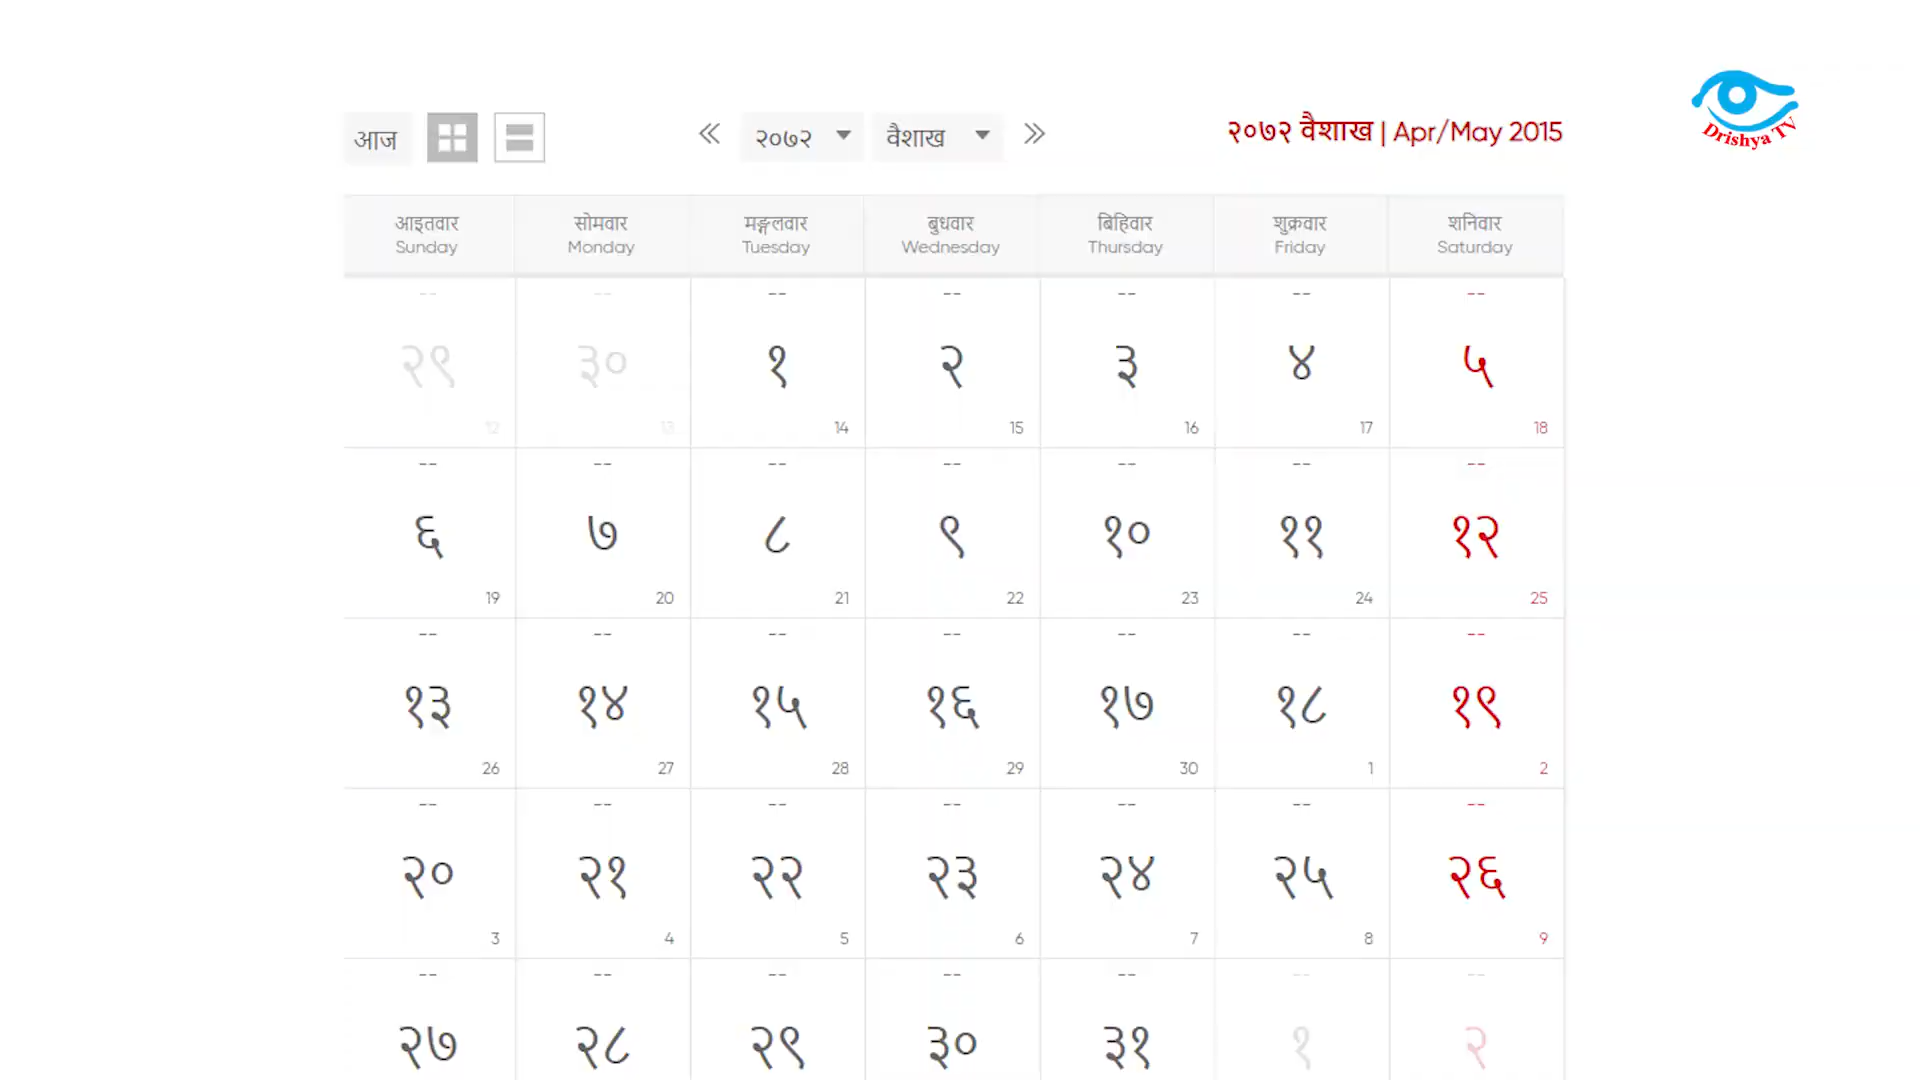 आज २०७२ वैशाख २०७२ वैशाख | Apr/May 2015
Drishya TV
आइतवार सोमवार मङ्गलवार बुधवार बिहिवार शुक्रवार शनिवार
Sunday Monday Tuesday Wednesday Thursday Friday Saturday
-- -- -- -- -- -- --
२९ ३० १ २ ३ ४ ५
12 13 14 15 16 17 18
-- -- -- -- -- -- --
६ ७ ८ ९ १० ११ १२
19 20 21 22 23 24 25
-- -- -- -- -- -- --
१३ १४ १५ १६ १७ १८ १९
26 27 28 29 30 1 2
-- -- -- -- -- -- --
२० २१ २२ २३ २४ २५ २६
3 4 5 6 7 8 9
-- -- -- -- -- -- --
२७ २८ २९ ३० ३१ १ २